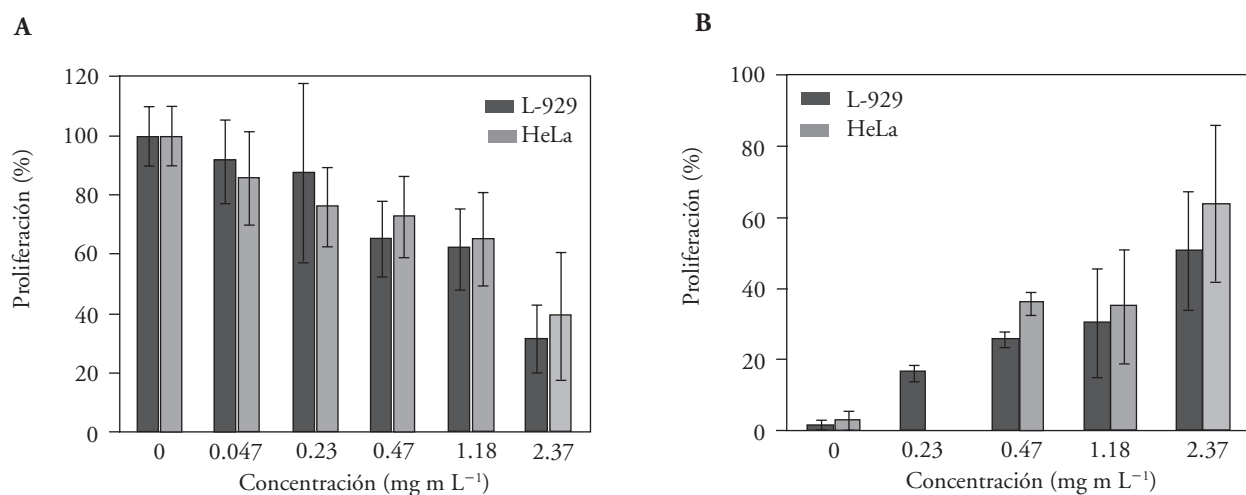 A
120
100
80
60
40
20
0
L-929
HeLa
Proliferación (%)
0 0.047 0.23 0.47 1.18 2.37
Concentración (mg m L⁻¹)
B
100
80
60
40
20
0
L-929
HeLa
Proliferación (%)
0 0.23 0.47 1.18 2.37
Concentración (mg m L⁻¹)